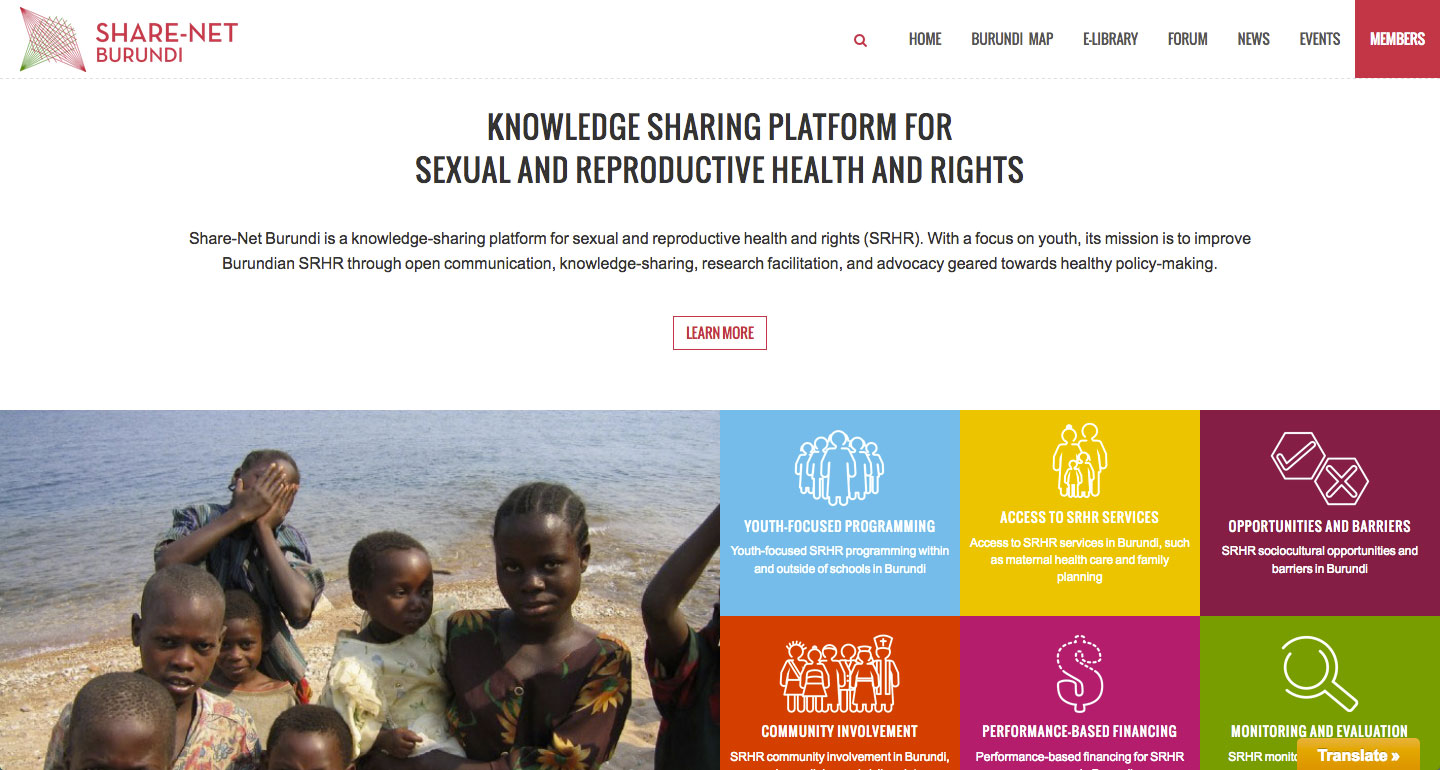 SHARE-NET
BURUNDI
HOME
BURUNDI MAP
E-LIBRARY
FORUM
NEWS
EVENTS
MEMBERS
KNOWLEDGE SHARING PLATFORM FOR
SEXUAL AND REPRODUCTIVE HEALTH AND RIGHTS
Share-Net Burundi is a knowledge-sharing platform for sexual and reproductive health and rights (SRHR). With a focus on youth, its mission is to improve
Burundian SRHR through open communication, knowledge-sharing, research facilitation, and advocacy geared towards healthy policy-making.
LEARN MORE
YOUTH-FOCUSED PROGRAMMING
Youth-focused SRHR programming within
and outside of schools in Burundi
ACCESS TO SRHR SERVICES
Access to SRHR services in Burundi, such
as maternal health care and family
planning
OPPORTUNITIES AND BARRIERS
SRHR sociocultural opportunities and
barriers in Burundi
COMMUNITY INVOLVEMENT
SRHR community involvement in Burundi,
PERFORMANCE-BASED FINANCING
Performance-based financing for SRHR
MONITORING AND EVALUATION
SRHR
Translate »